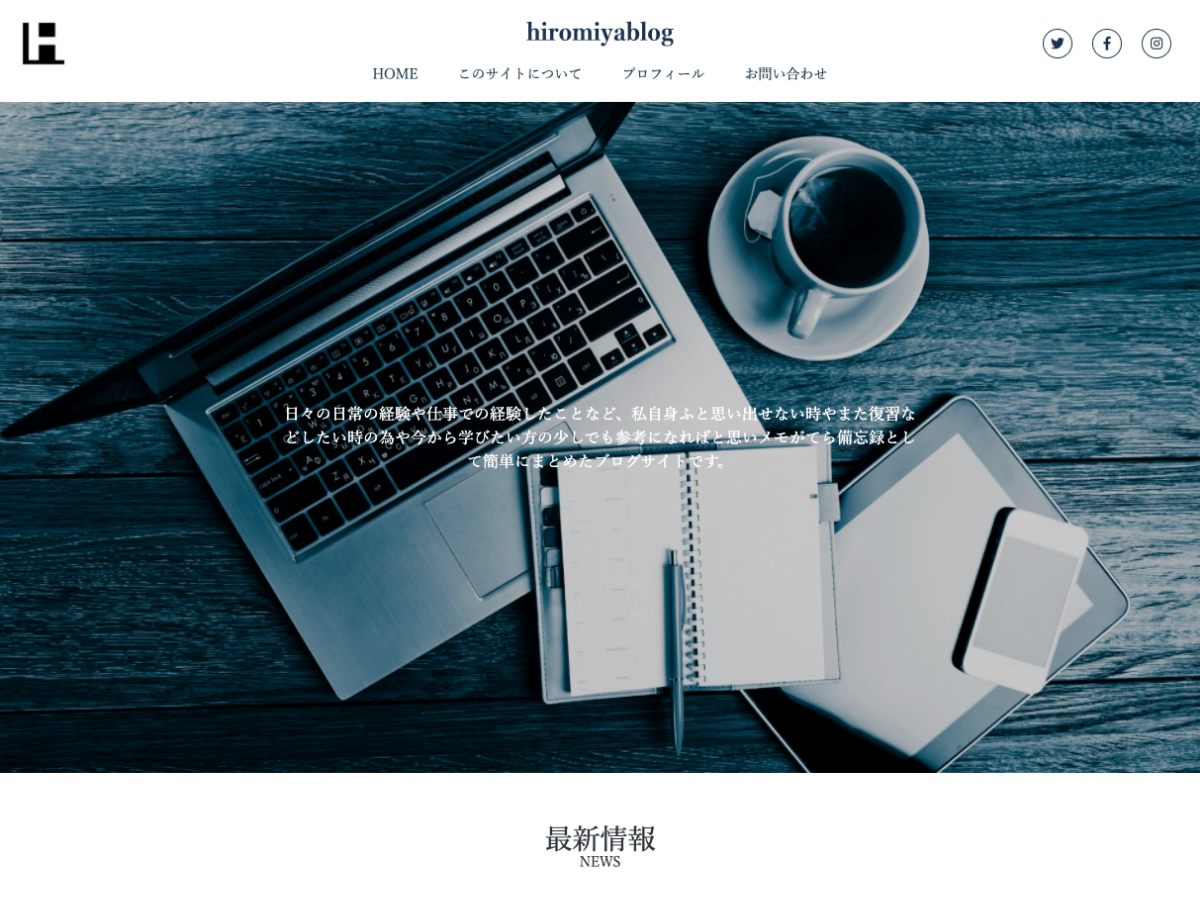 hiromiyablog
HOME
このサイトについて
プロフィール
お問い合わせ
日々の日常の経験や仕事での経験したことなど、私自身ふと思い出せない時やまた復習な
どしたい時の為や今から学びたい方の少しでも参考になればと思いメモがてら備忘録とし
て簡単にまとめたブログサイトです。
最新情報
NEWS